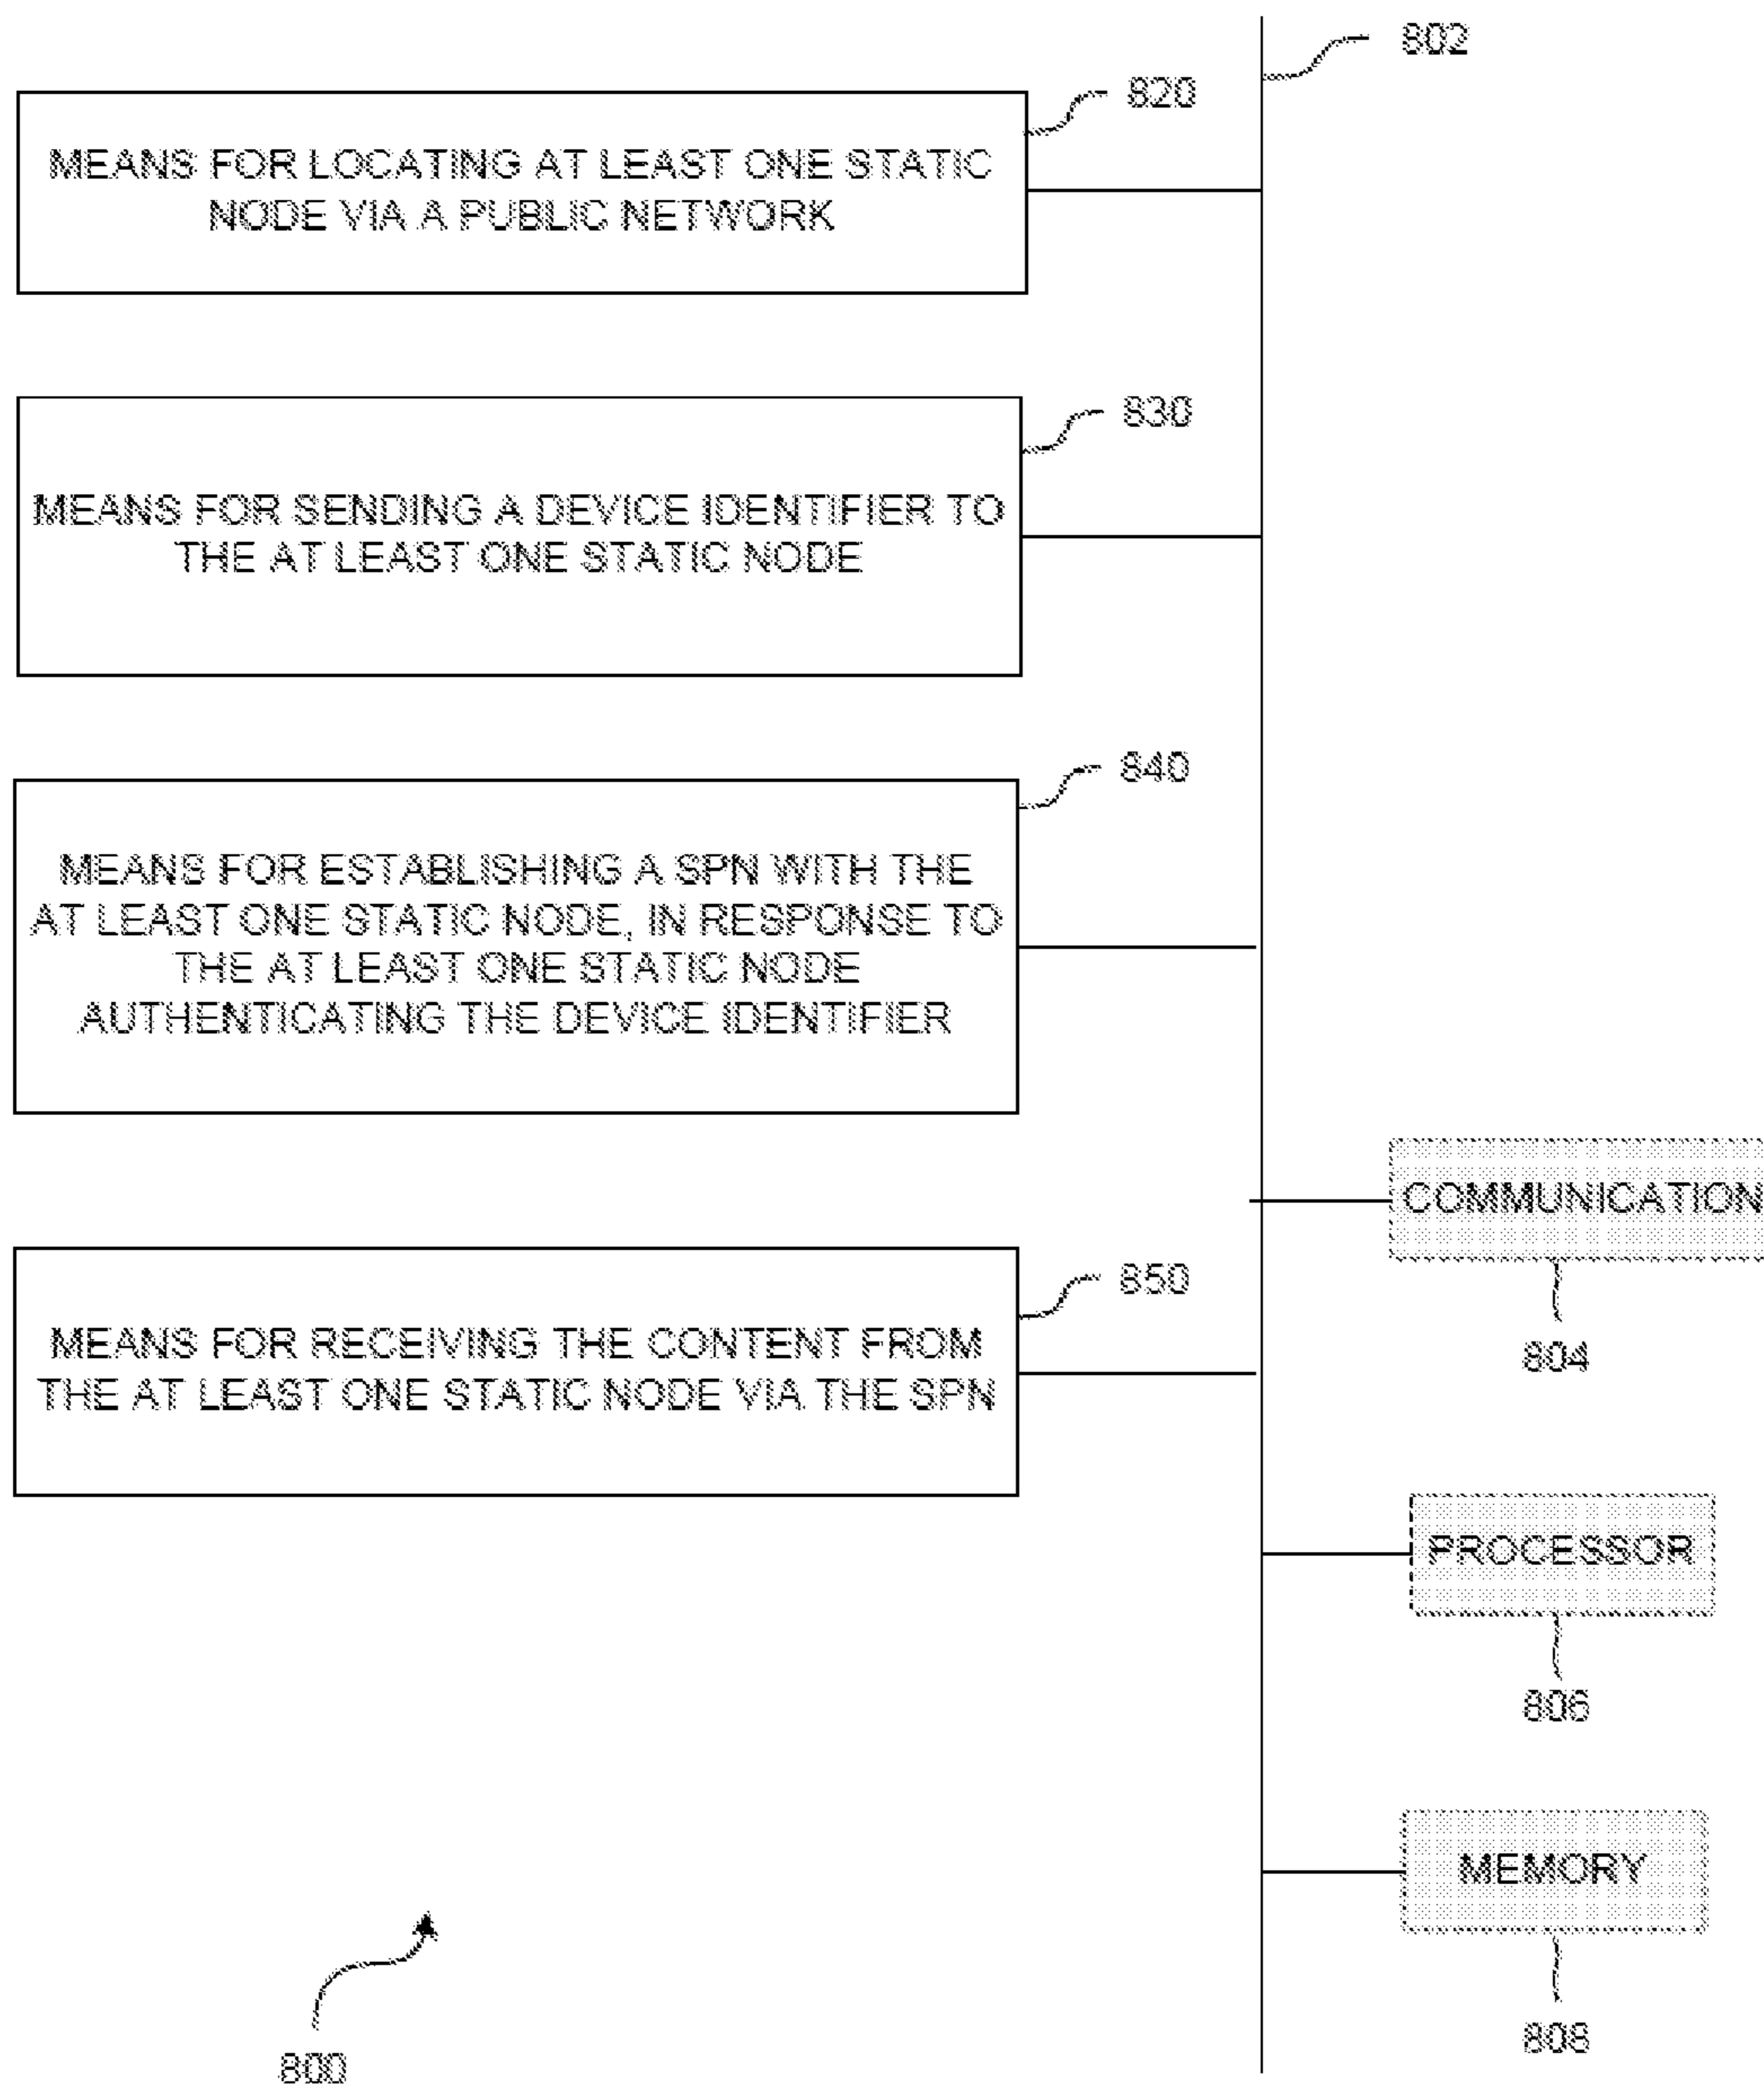 802
820
MEANS FOR LOCATING AT LEAST ONE STATIC
NODE VIA A PUBLIC NETWORK
830
MEANS FOR SENDING A DEVICE IDENTIFIER TO
THE AT LEAST ONE STATIC NODE
840
MEANS FOR ESTABLISHING A SPN WITH THE
AT LEAST ONE STATIC NODE, IN RESPONSE TO
THE AT LEAST ONE STATIC NODE
AUTHENTICATING THE DEVICE IDENTIFIER
COMMUNICATION
804
850
MEANS FOR RECEIVING THE CONTENT FROM
THE AT LEAST ONE STATIC NODE VIA THE SPN
PROCESSOR
806
MEMORY
808
800